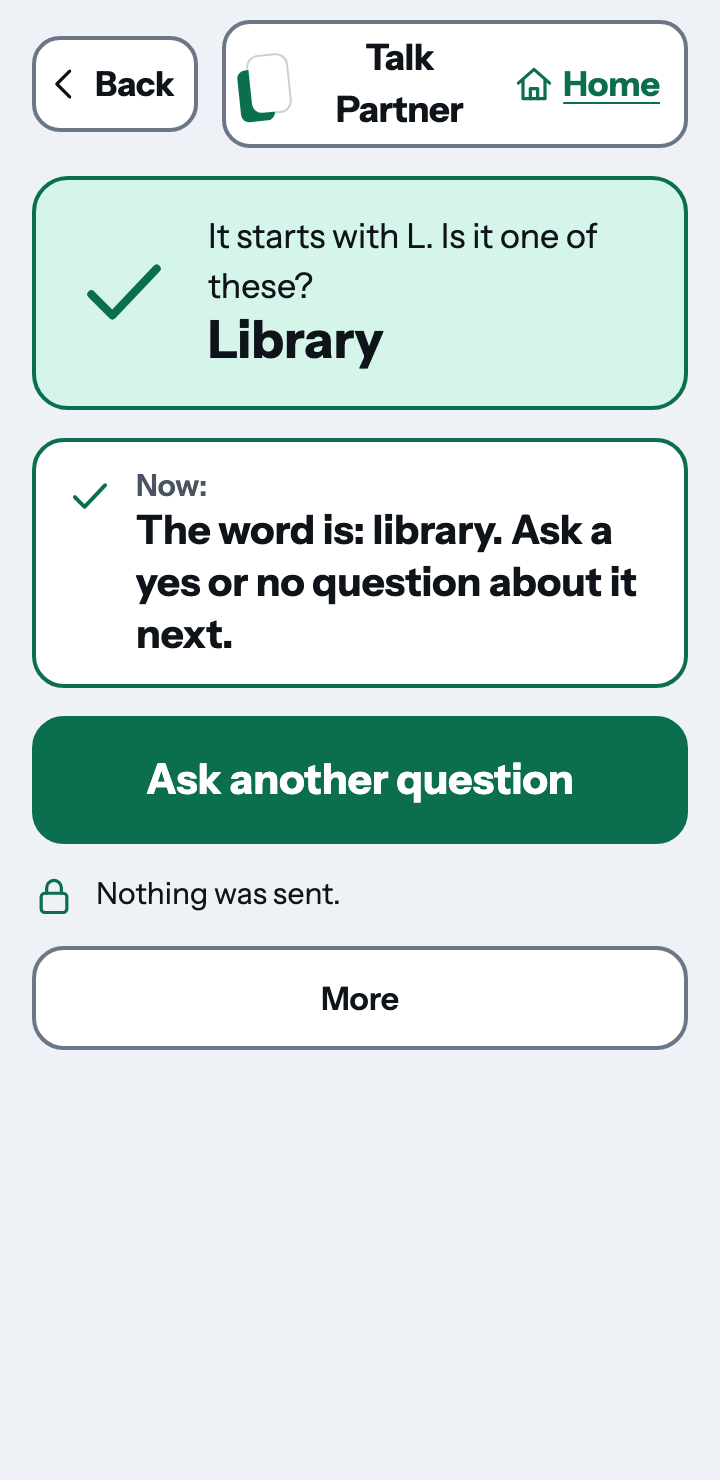 Back
Talk
Partner
Home
It starts with L. Is it one of
these?
Library
Now:
The word is: library. Ask a
yes or no question about it
next.
Ask another question
Nothing was sent.
More